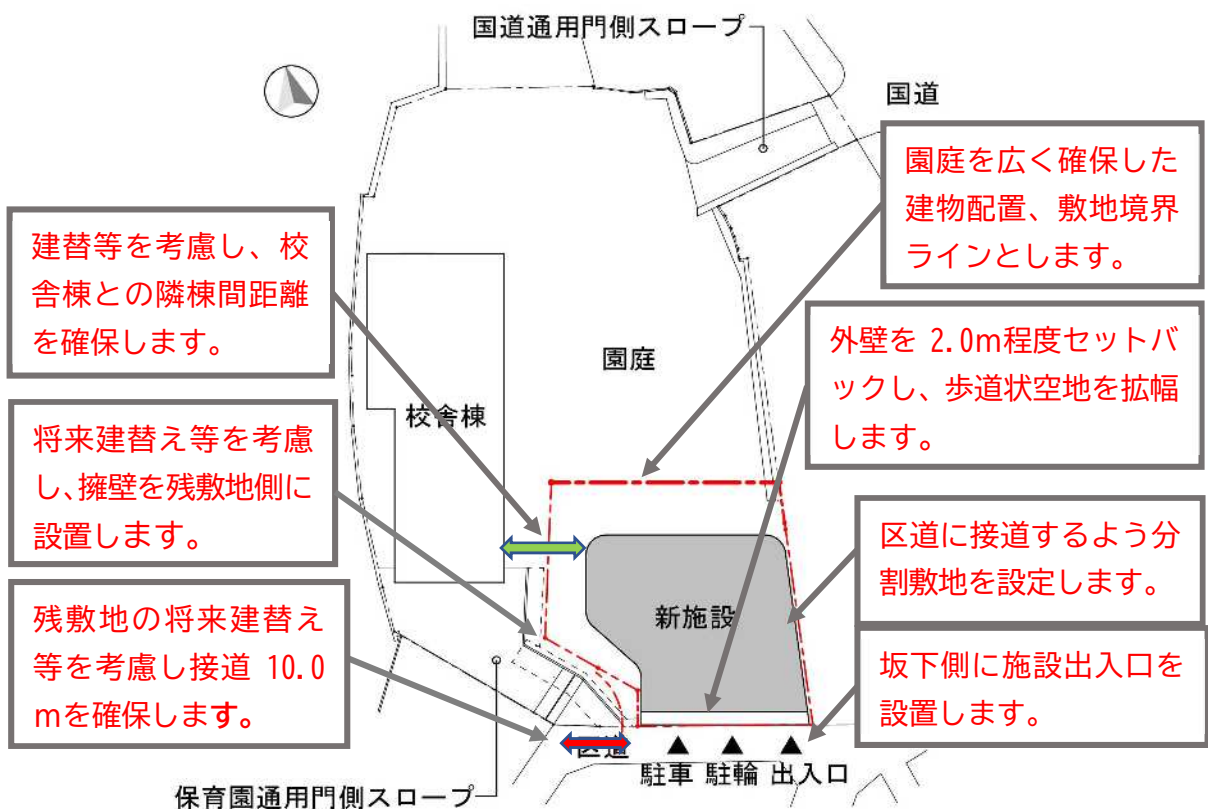 国道通用門側スロープ
国道
園庭を広く確保した
建物配置、敷地境界
ラインとします。
建替等を考慮し、校
舎棟との隣棟間距離
を確保します。
外壁を 2.0m程度セットバ
ックし、歩道状空地を拡幅
します。
園庭
校舎棟
将来建替え等を考慮
し、擁壁を残敷地側に
設置します。
区道に接道するよう分
割敷地を設定します。
新施設
残敷地の将来建替え
等を考慮し接道 10.0
mを確保します。
坂下側に施設出入口を
設置します。
区道
駐車 駐輪 出入口
保育園通用門側スロープ